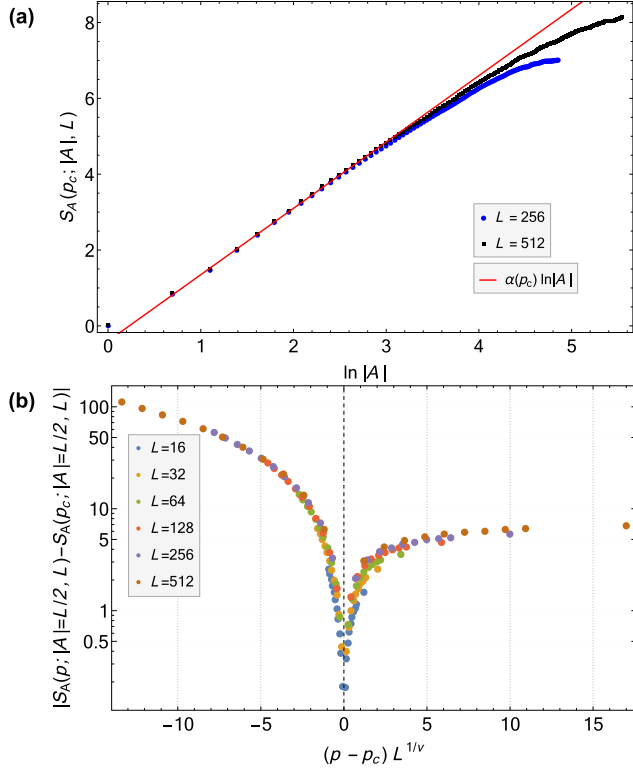 (a)
8
6
4
2
0
S_A(p_c; |A|, L)
L = 256
L = 512
α(p_c) ln|A|
0 1 2 3 4 5
ln |A|
(b)
100
50
10
5
1
0.5
|S_A(p; |A|=L/2, L)−S_A(p_c; |A|=L/2, L)|
L=16
L=32
L=64
L=128
L=256
L=512
−10 −5 0 5 10 15
(p − p_c) L^{1/ν}